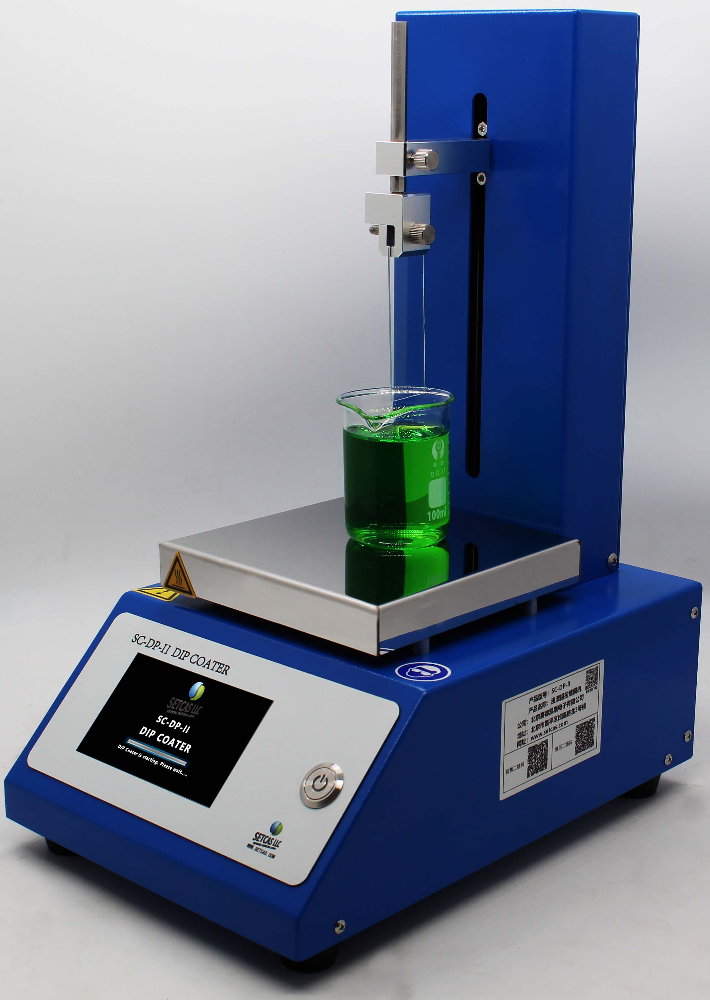 环 球
GG-17
100ml
SC-DP-II DIP COATER
SETCAS LLC
www.setcas.com
SC-DP-II
DIP COATER
DIP Coater is starting. Please wait.....
SETCAS LLC
WWW.SETCAS.COM
产品型号: SC-DP-II
产品名称: 浸渍提拉镀膜机
公司: 北京赛德凯斯电子有限公司
地址: 北京市昌平区松园路北3号楼
网址: www.setcas.com
销售二维码
售后二维码